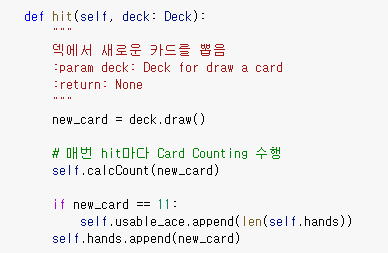 def hit(self, deck: Deck):
"""
덱에서 새로운 카드를 뽑음
:param deck: Deck for draw a card
:return: None
"""
new_card = deck.draw()
# 매번 hit마다 Card Counting 수행
self.calcCount(new_card)
if new_card == 11:
self.usable_ace.append(len(self.hands))
self.hands.append(new_card)